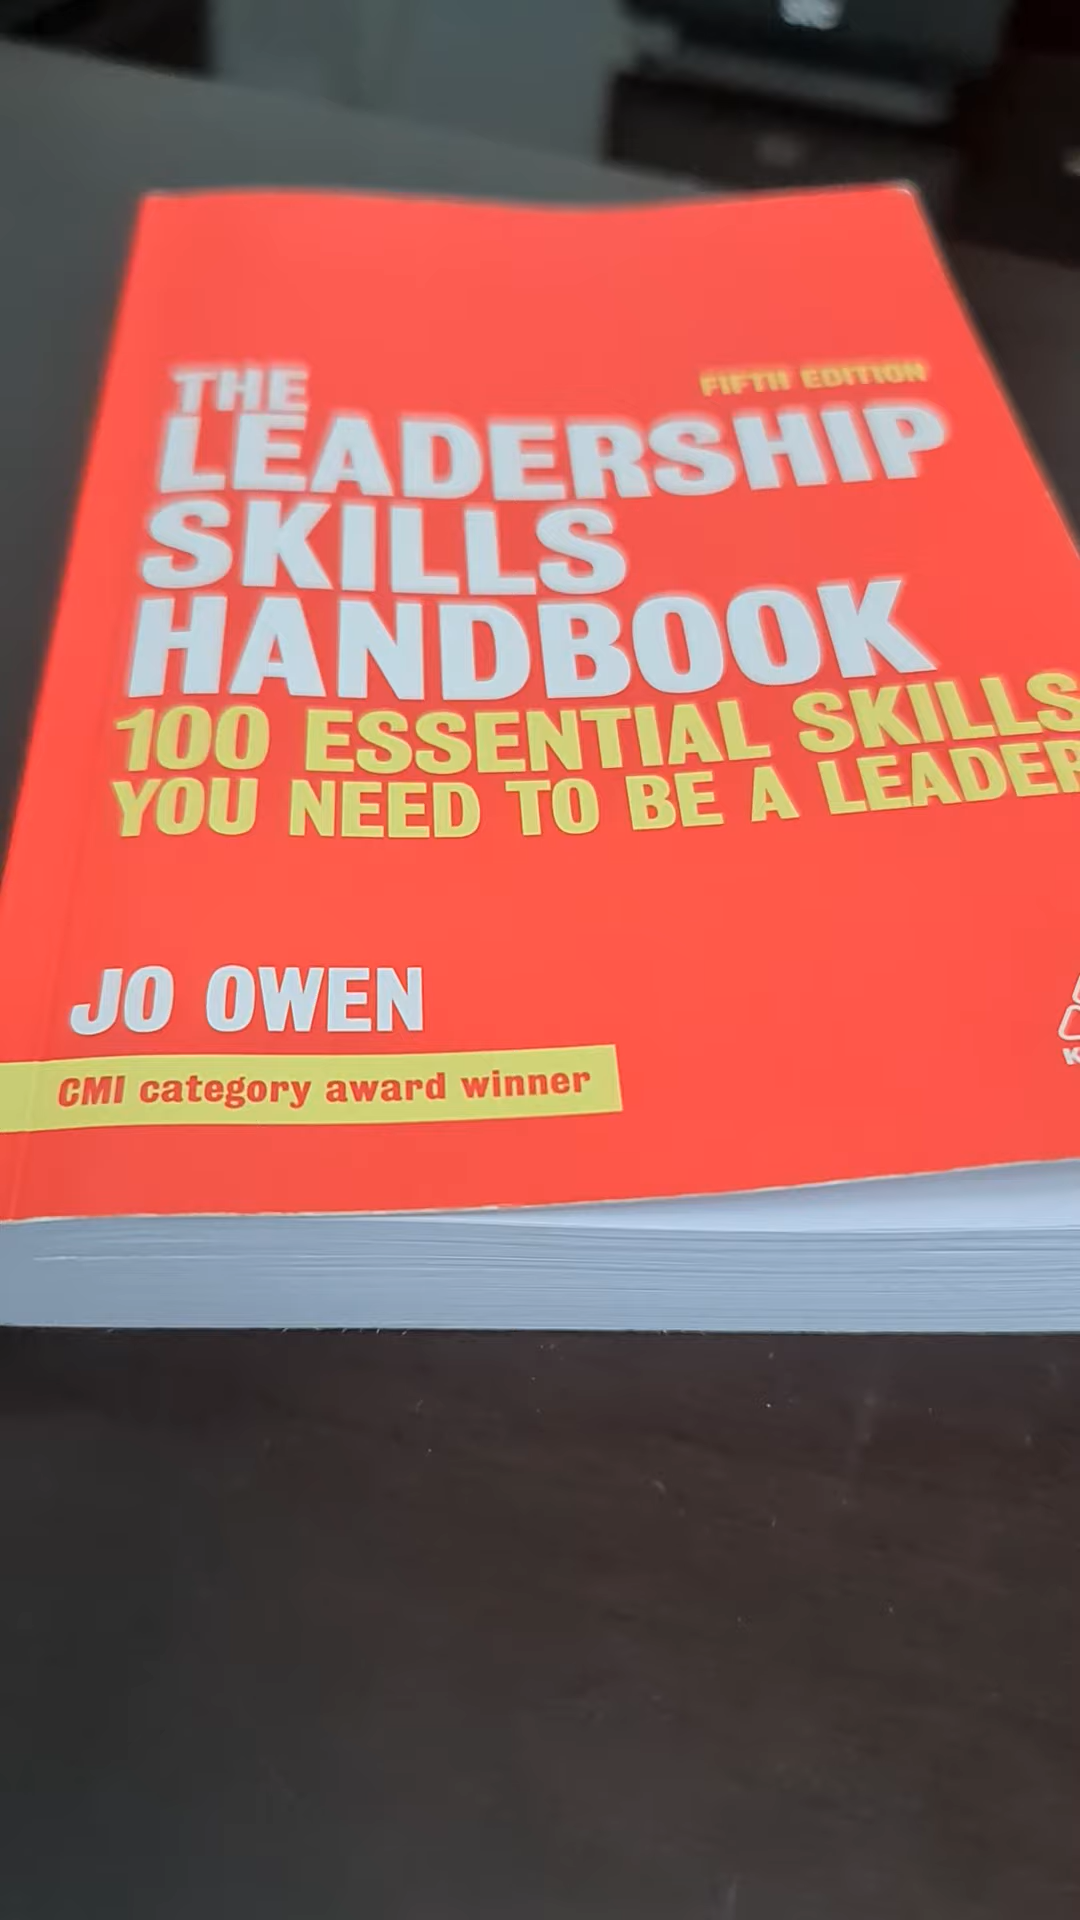 FIFTH EDITION
THE
LEADERSHIP
SKILLS
HANDBOOK
100 ESSENTIAL SKILLS
YOU NEED TO BE A LEADER
JO OWEN
CMI category award winner